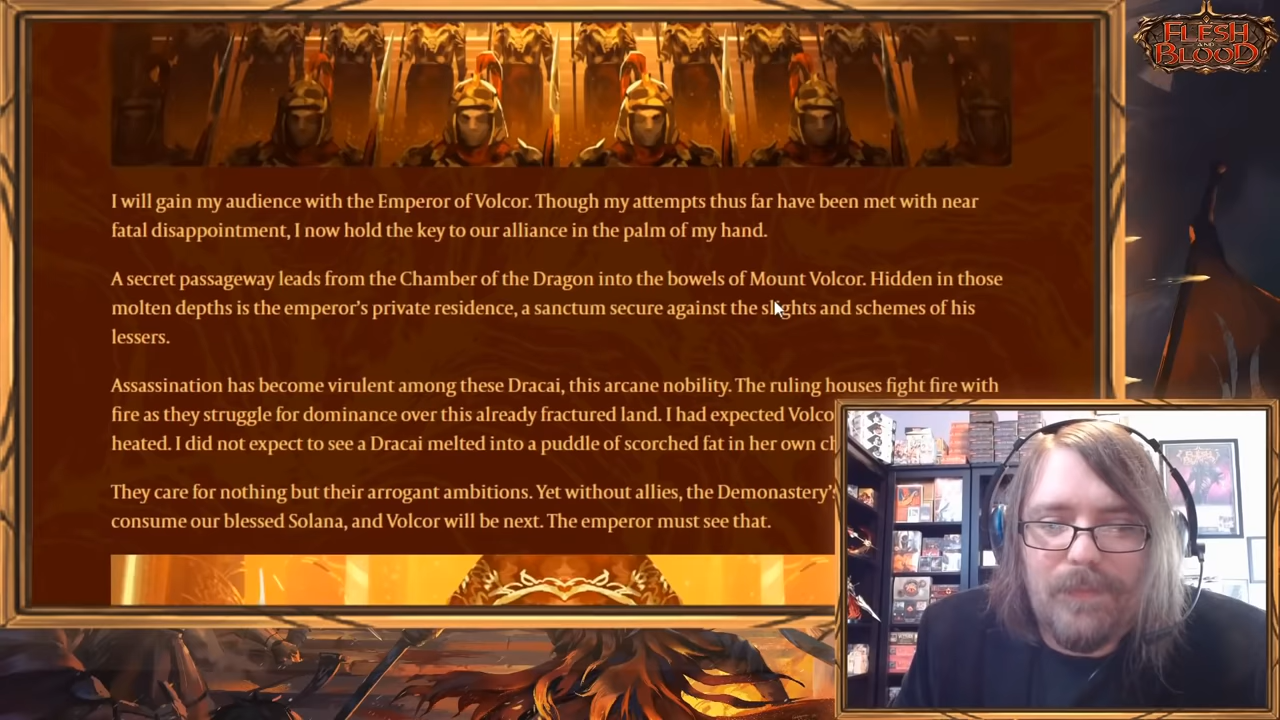 FLESH
AND
BLOOD
I will gain my audience with the Emperor of Volcor. Though my attempts thus far have been met with near
fatal disappointment, I now hold the key to our alliance in the palm of my hand.
A secret passageway leads from the Chamber of the Dragon into the bowels of Mount Volcor. Hidden in those
molten depths is the emperor's private residence, a sanctum secure against the slights and schemes of his
lessers.
Assassination has become virulent among these Dracai, this arcane nobility. The ruling houses fight fire with
fire as they struggle for dominance over this already fractured land. I had expected Volco
heated. I did not expect to see a Dracai melted into a puddle of scorched fat in her own ch
They care for nothing but their arrogant ambitions. Yet without allies, the Demonastery's
consume our blessed Solana, and Volcor will be next. The emperor must see that.